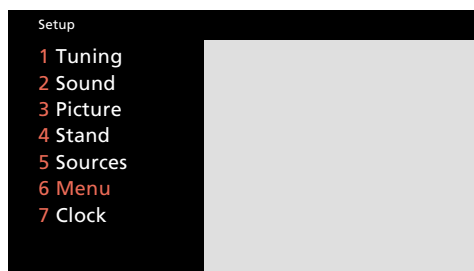 Setup
1 Tuning
2 Sound
3 Picture
4 Stand
5 Sources
6 Menu
7 Clock